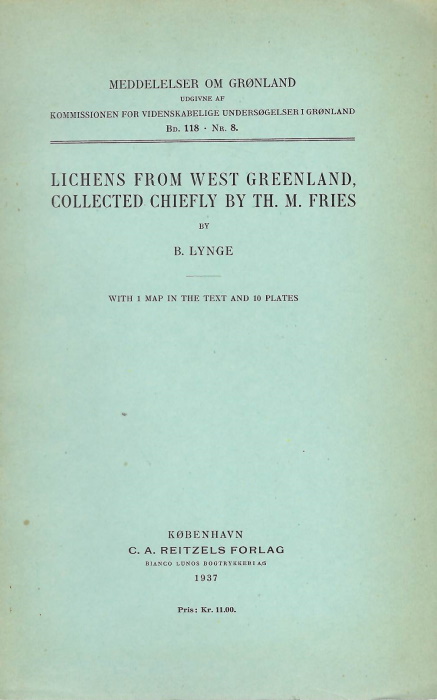 MEDDELELSER OM GRØNLAND
UDGIVNE AF
KOMMISSIONEN FOR VIDENSKABELIGE UNDERSØGELSER I GRØNLAND
BD. 118 · NR. 8.
LICHENS FROM WEST GREENLAND,
COLLECTED CHIEFLY BY TH. M. FRIES
BY
B. LYNGE
WITH 1 MAP IN THE TEXT AND 10 PLATES
KØBENHAVN
C. A. REITZELS FORLAG
BIANCO LUNOS BOGTRYKKERI A/S
1937
Pris: Kr. 11.00.